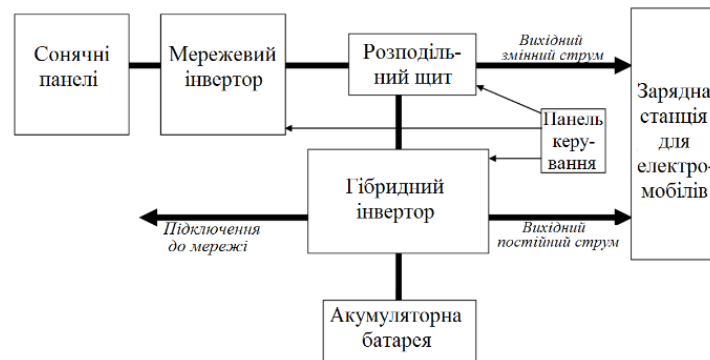 Сонячні
панелі
Мережевий
інвертор
Розподіль-
ний щит
Вихідний
змінний струм
Зарядна
станція
для
електро-
мобілів
Панель
керу-
вання
Гібридний
інвертор
Підключення
до мережі
Вихідний
постійний струм
Акумуляторна
батарея